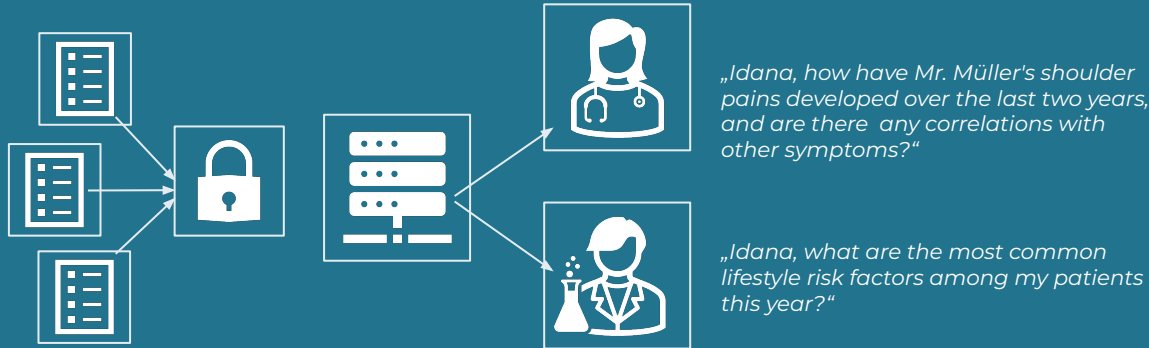 „Idana, how have Mr. Müller's shoulder
pains developed over the last two years,
and are there any correlations with
other symptoms?“
„Idana, what are the most common
lifestyle risk factors among my patients
this year?“